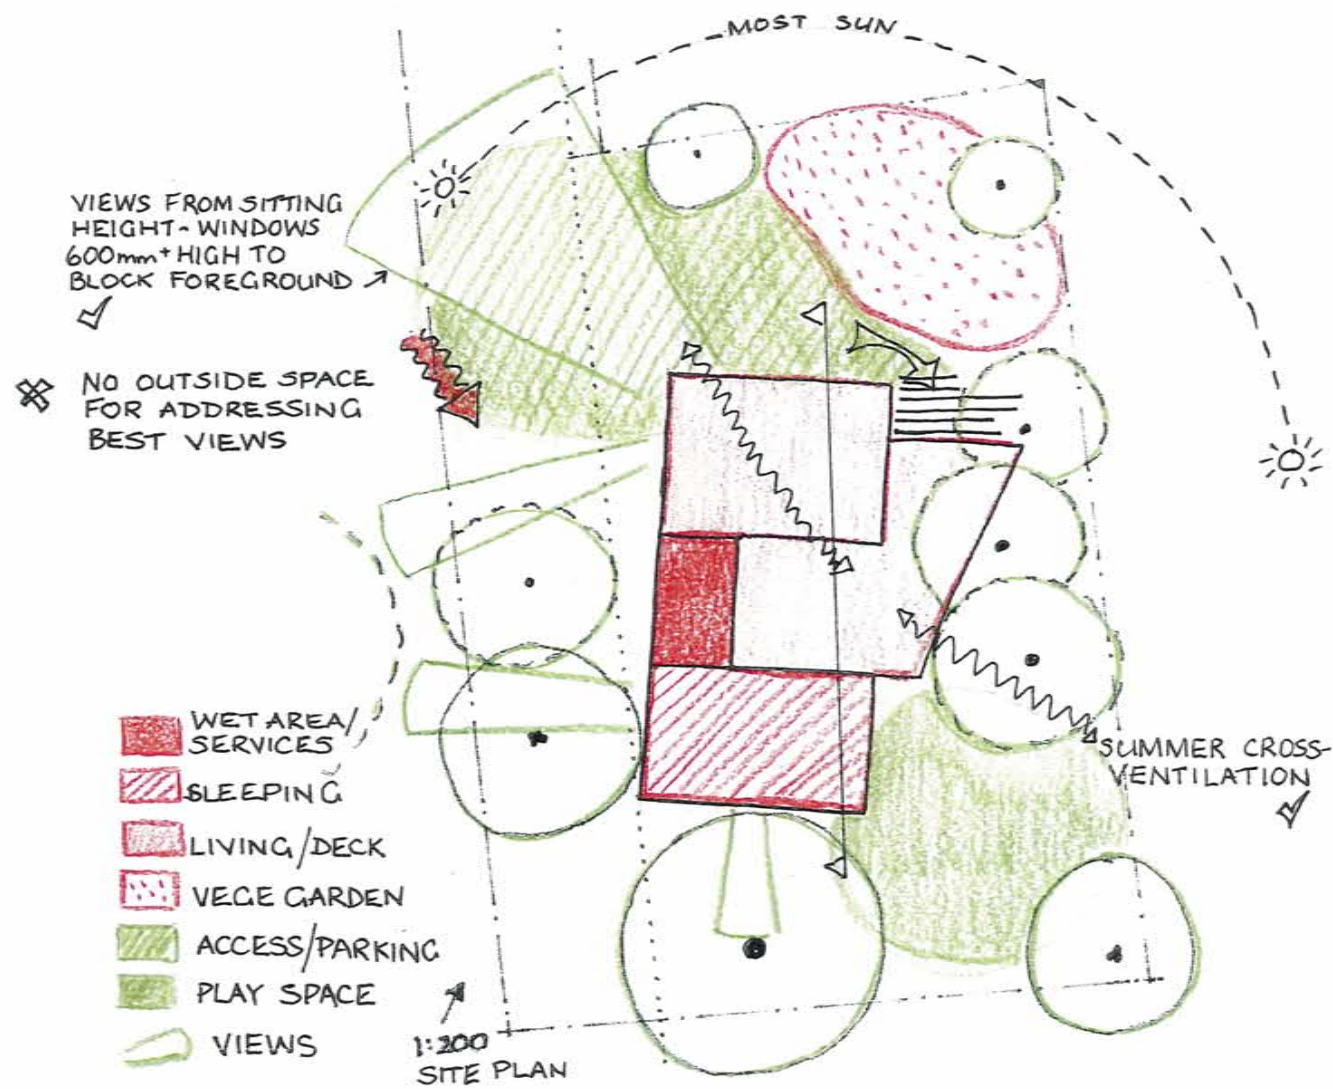 MOST SUN
VIEWS FROM SITTING
HEIGHT - WINDOWS
600mm+ HIGH TO
BLOCK FOREGROUND
NO OUTSIDE SPACE
FOR ADDRESSING
BEST VIEWS
SUMMER CROSS-
VENTILATION
WET AREA/
SERVICES
SLEEPING
LIVING/DECK
VEGE GARDEN
ACCESS/PARKING
PLAY SPACE
VIEWS
1:200
SITE PLAN